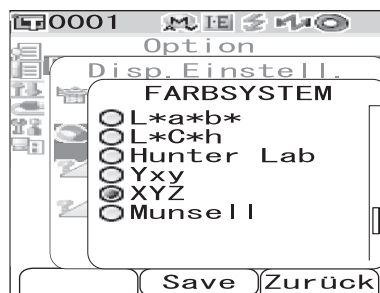 0001 M I·E
Option
Disp.Einstell.
FARBSYSTEM
L*a*b*
L*C*h
Hunter Lab
Yxy
XYZ
Munsell
Save Zurück